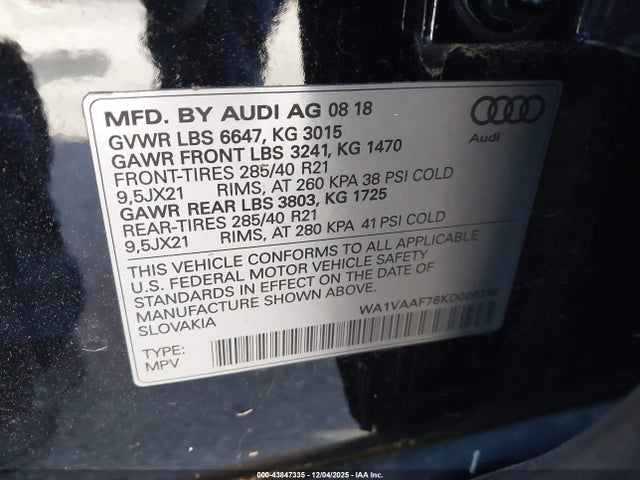 MFD. BY AUDI AG 08 18
GVWR LBS 6647, KG 3015
GAWR FRONT LBS 3241, KG 1470
FRONT-TIRES 285/40 R21
9,5JX21 RIMS, AT 260 KPA 38 PSI COLD
GAWR REAR LBS 3803, KG 1725
REAR-TIRES 285/40 R21
9,5JX21 RIMS, AT 280 KPA 41 PSI COLD
Audi
THIS VEHICLE CONFORMS TO ALL APPLICABLE
U.S. FEDERAL MOTOR VEHICLE SAFETY
STANDARDS IN EFFECT ON THE DATE OF
MANUFACTURE SHOWN ABOVE.
SLOVAKIA
TYPE:
MPV
000-43847335 - 12/04/2025 - IAA Inc.